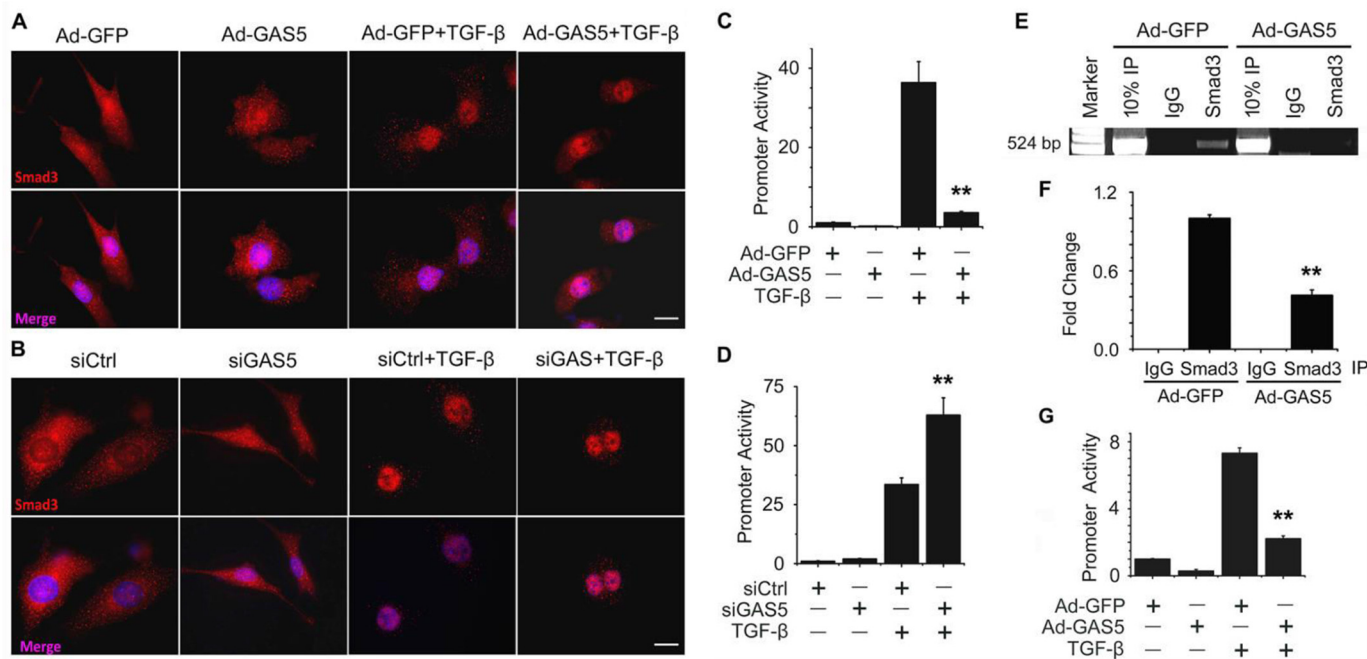 A
Ad-GFP Ad-GAS5 Ad-GFP+TGF-β Ad-GAS5+TGF-β
Smad3
Merge
B
siCtrl siGAS5 siCtrl+TGF-β siGAS+TGF-β
Smad3
Merge
C
Promoter Activity
40
20
0
**
Ad-GFP + — + —
Ad-GAS5 — + — +
TGF-β — — + +
D
Promoter Activity
75
50
25
0
**
siCtrl + — + —
siGAS5 — + — +
TGF-β — — + +
E
Ad-GFP Ad-GAS5
Marker 10% IP IgG Smad3 10% IP IgG Smad3
524 bp
F
Fold Change
1.2
0.6
0.0
**
IgG Smad3 IgG Smad3 IP
Ad-GFP Ad-GAS5
G
Promoter Activity
8
4
0
**
Ad-GFP + — + —
Ad-GAS5 — + — +
TGF-β — — + +